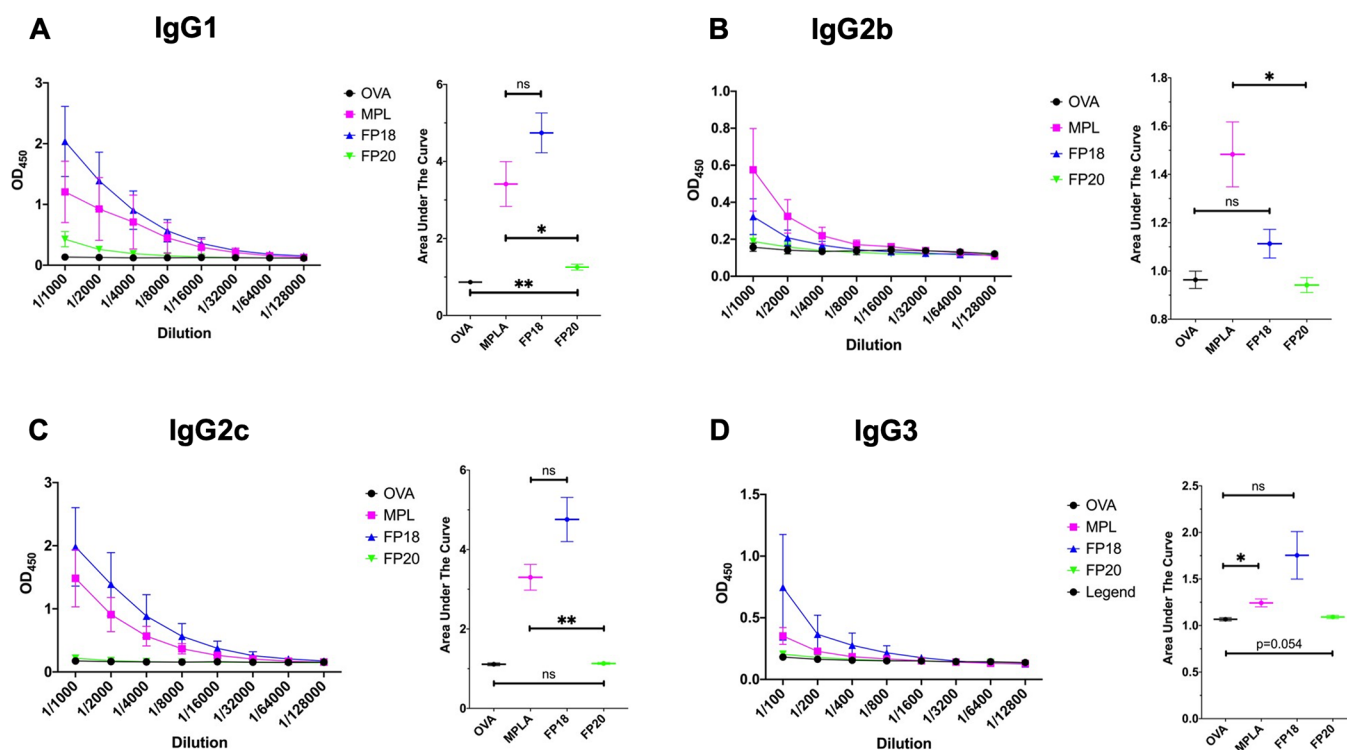 A IgG1
3
2
1
0
OD450
1/1000
1/2000
1/4000
1/8000
1/16000
1/32000
1/64000
1/128000
Dilution
OVA
MPL
FP18
FP20
6
4
2
0
Area Under The Curve
ns
*
**
OVA
MPLA
FP18
FP20
B IgG2b
1.0
0.8
0.6
0.4
0.2
0.0
OD450
1/1000
1/2000
1/4000
1/8000
1/16000
1/32000
1/64000
1/128000
Dilution
OVA
MPL
FP18
FP20
1.8
1.6
1.4
1.2
1.0
0.8
Area Under The Curve
*
ns
OVA
MPLA
FP18
FP20
C IgG2c
3
2
1
0
OD450
1/1000
1/2000
1/4000
1/8000
1/16000
1/32000
1/64000
1/128000
Dilution
OVA
MPL
FP18
FP20
6
4
2
0
Area Under The Curve
ns
**
ns
OVA
MPLA
FP18
FP20
D IgG3
1.5
1.0
0.5
0.0
OD450
1/100
1/200
1/400
1/800
1/1600
1/3200
1/6400
1/128000
Dilution
OVA
MPL
FP18
FP20
Legend
2.5
2.0
1.5
1.0
0.5
0.0
Area Under The Curve
ns
*
p=0.054
OVA
MPLA
FP18
FP20